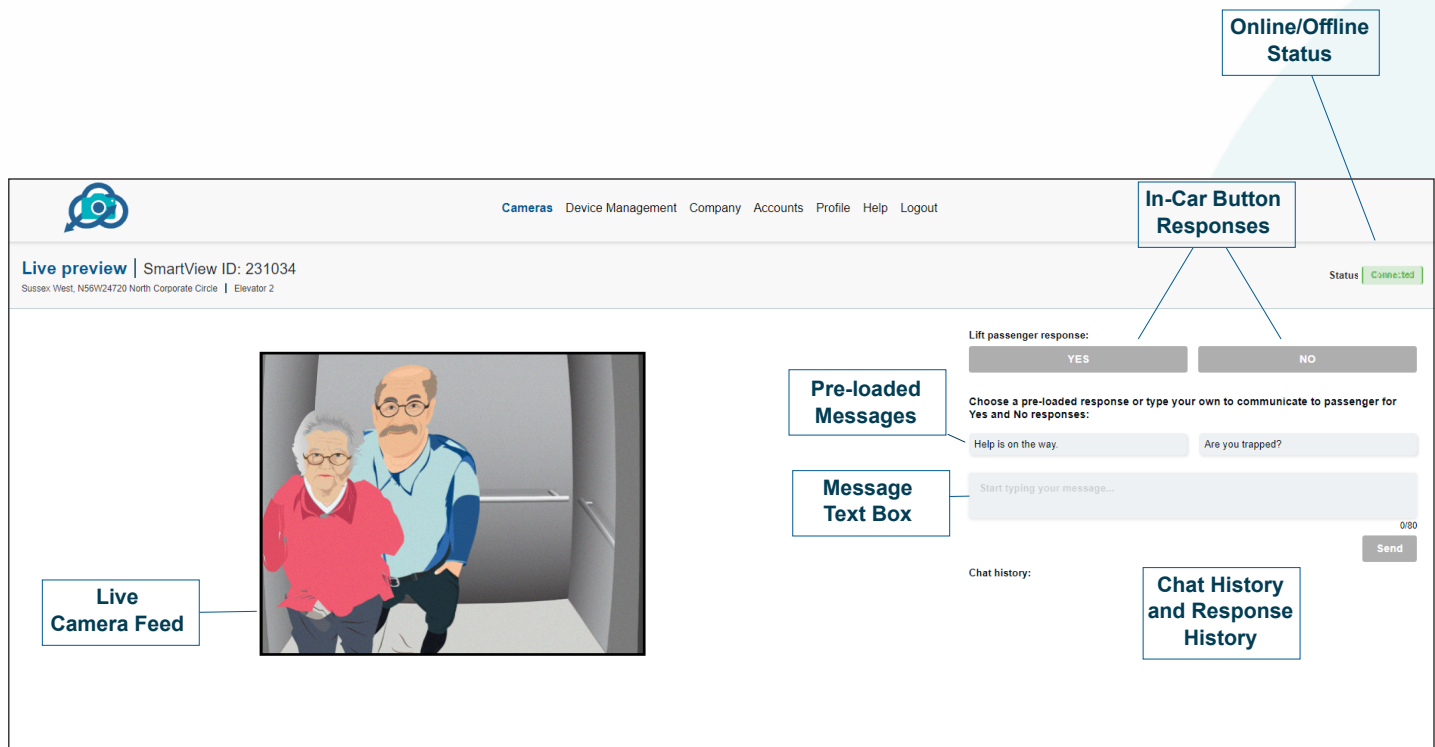 Online/Offline
Status
In-Car Button
Responses
Cameras Device Management Company Accounts Profile Help Logout
Live preview | SmartView ID: 231034
Sussex West, N56W24720 North Corporate Circle | Elevator 2
Status Connected
Lift passenger response:
YES NO
Pre-loaded
Messages
Choose a pre-loaded response or type your own to communicate to passenger for
Yes and No responses:
Help is on the way. Are you trapped?
Message
Text Box
Start typing your message...
0/80
Send
Chat history:
Chat History
and Response
History
Live
Camera Feed